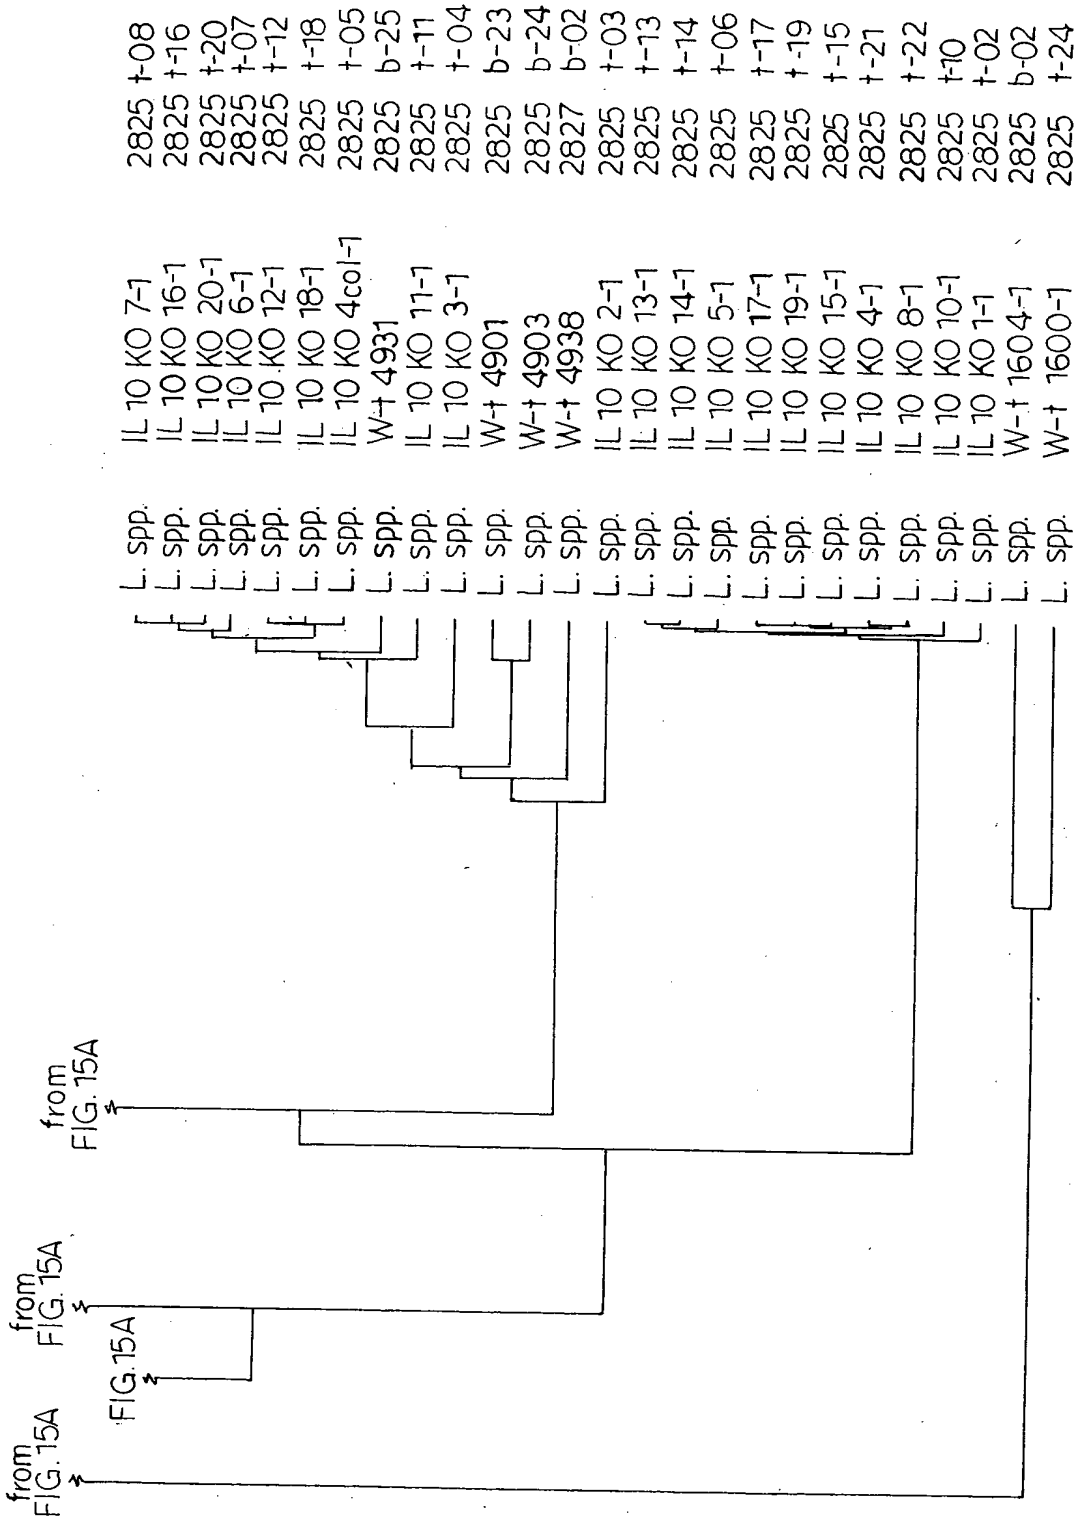 L. spp. IL 10 KO 7-1 2825 t-08
L. spp. IL 10 KO 16-1 2825 t-16
L. spp. IL 10 KO 20-1 2825 t-20
L. spp. IL 10 KO 6-1 2825 t-07
L. spp. IL 10 KO 12-1 2825 t-12
L. spp. IL 10 KO 18-1 2825 t-18
L. spp. IL 10 KO 4col-1 2825 t-05
L. spp. W-t 4931 2825 b-25
L. spp. IL 10 KO 11-1 2825 t-11
L. spp. IL 10 KO 3-1 2825 t-04
L. spp. W-t 4901 2825 b-23
L. spp. W-t 4903 2825 b-24
L. spp. W-t 4938 2827 b-02
L. spp. IL 10 KO 2-1 2825 t-03
L. spp. IL 10 KO 13-1 2825 t-13
L. spp. IL 10 KO 14-1 2825 t-14
L. spp. IL 10 KO 5-1 2825 t-06
L. spp. IL 10 KO 17-1 2825 t-17
L. spp. IL 10 KO 19-1 2825 t-19
L. spp. IL 10 KO 15-1 2825 t-15
L. spp. IL 10 KO 4-1 2825 t-21
L. spp. IL 10 KO 8-1 2825 t-22
L. spp. IL 10 KO 10-1 2825 t-10
L. spp. IL 10 KO 1-1 2825 t-02
L. spp. W-t 1604-1 2825 b-02
L. spp. W-t 1600-1 2825 t-24
from
FIG. 15A
from
FIG. 15A
FIG. 15A
from
FIG. 15A